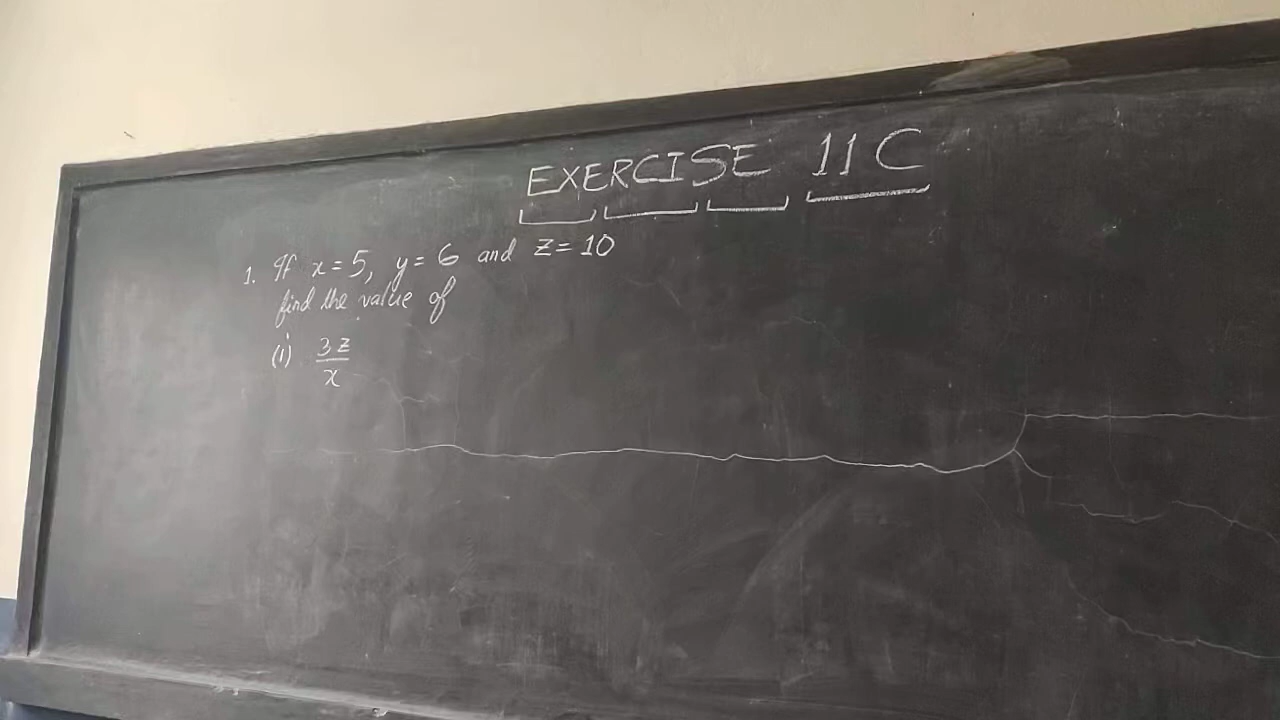 EXERCISE 11 C
1. If x = 5, y = 6 and z = 10
find the value of
(i) 3z
x